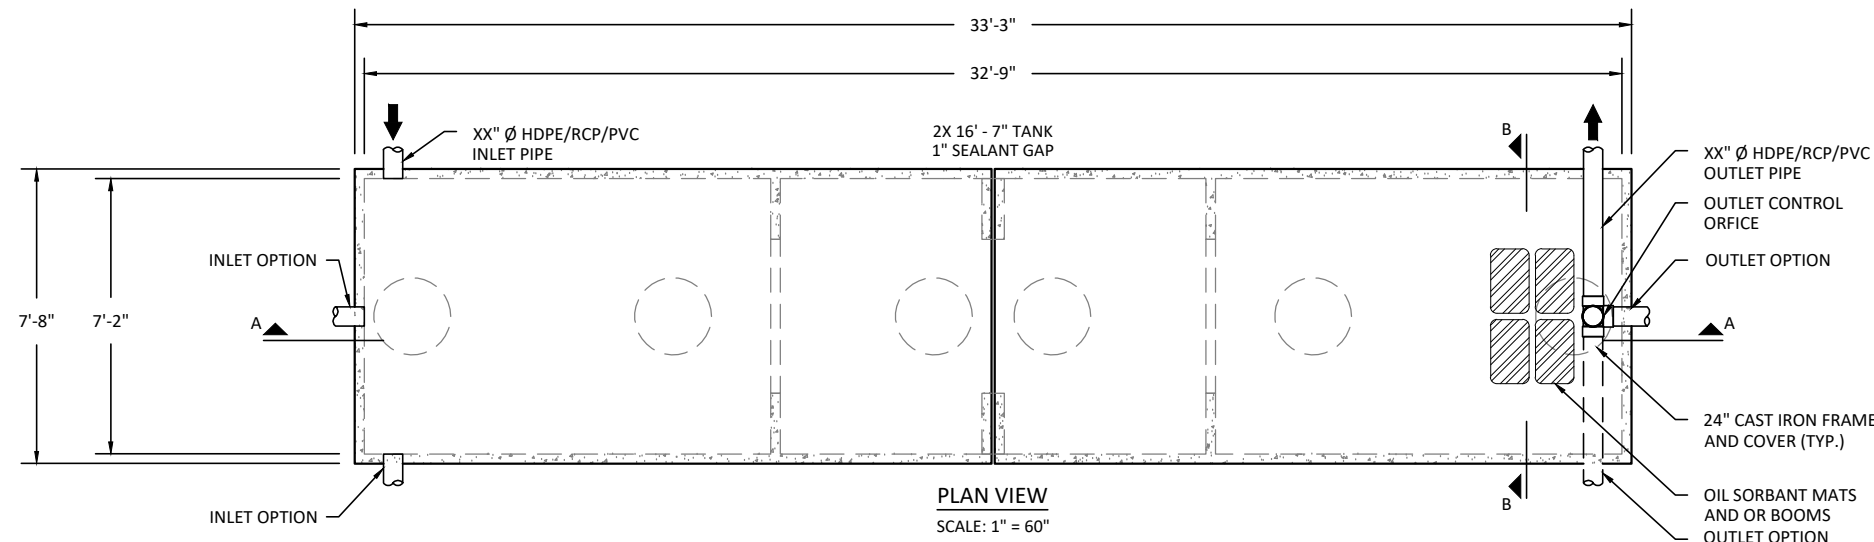 33'-3"
32'-9"
XX" Ø HDPE/RCP/PVC
INLET PIPE
2X 16' - 7" TANK
1" SEALANT GAP
B
XX" Ø HDPE/RCP/PVC
OUTLET PIPE
OUTLET CONTROL
ORFICE
INLET OPTION
OUTLET OPTION
7'-8"
7'-2"
A
A
24" CAST IRON FRAME
AND COVER (TYP.)
PLAN VIEW
SCALE: 1" = 60"
B
OIL SORBANT MATS
AND OR BOOMS
INLET OPTION
OUTLET OPTION